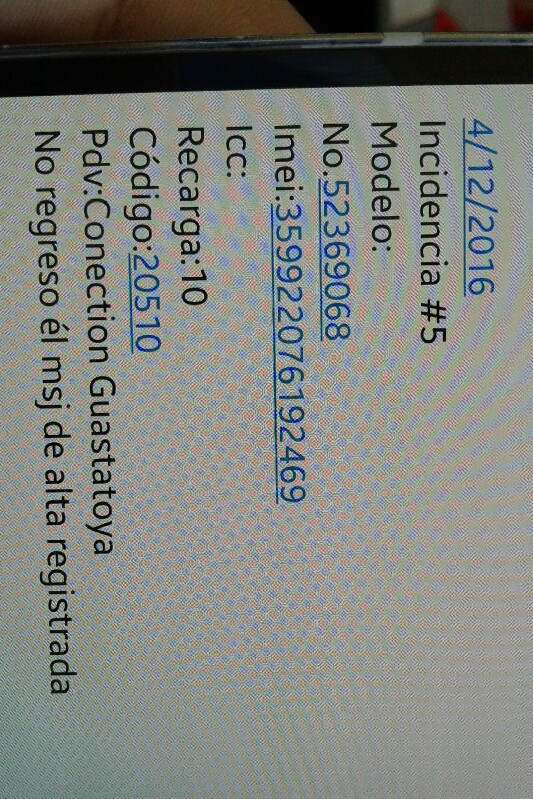 4/12/2016
Incidencia #5
Modelo:
No.52369068
Imei:359922076192469
Icc:
Recarga:10
Código:20510
Pdv:Conection Guastatoya
No regreso él msj de alta registrada